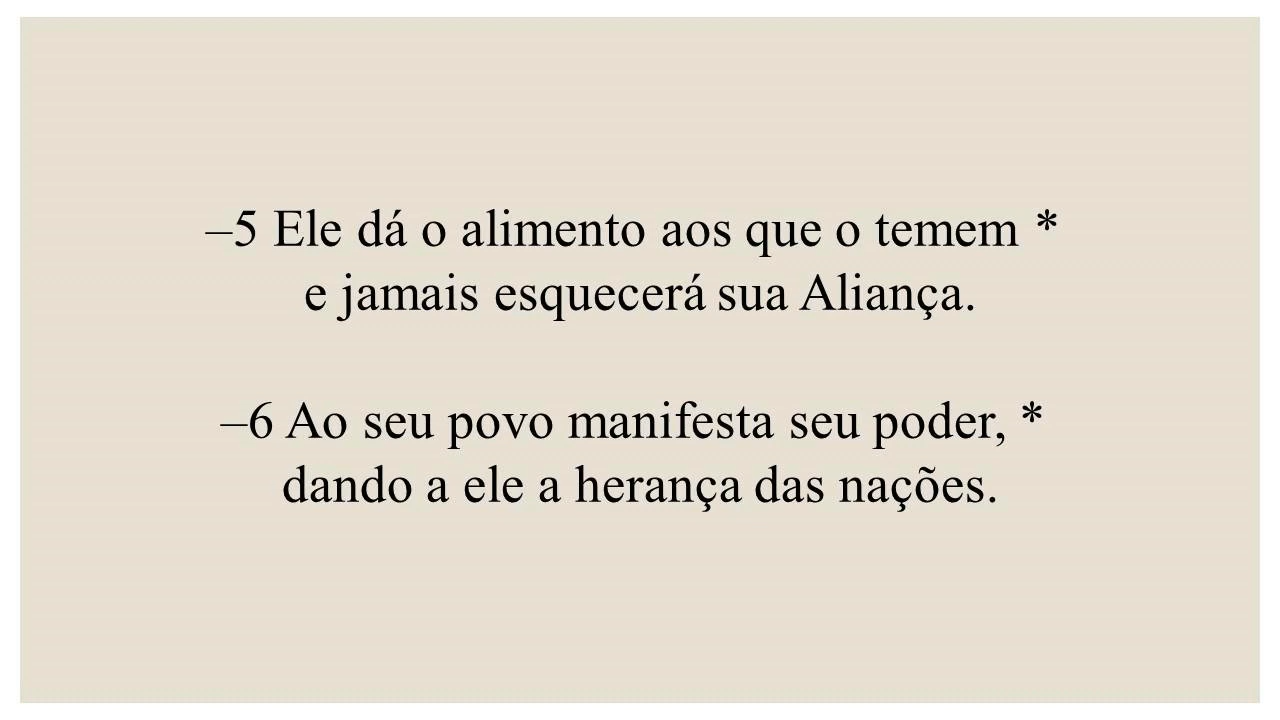 –5 Ele dá o alimento aos que o temem *
e jamais esquecerá sua Aliança.
–6 Ao seu povo manifesta seu poder, *
dando a ele a herança das nações.